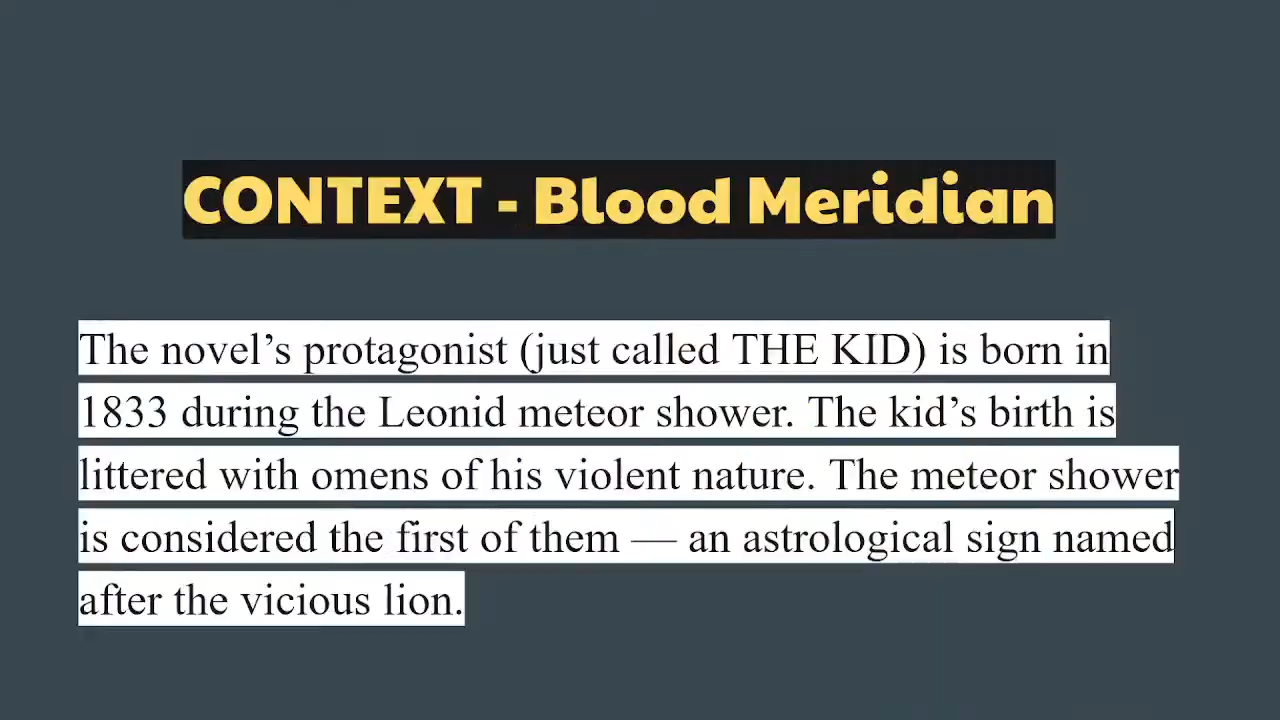 CONTEXT - Blood Meridian
The novel’s protagonist (just called THE KID) is born in
1833 during the Leonid meteor shower. The kid’s birth is
littered with omens of his violent nature. The meteor shower
is considered the first of them — an astrological sign named
after the vicious lion.